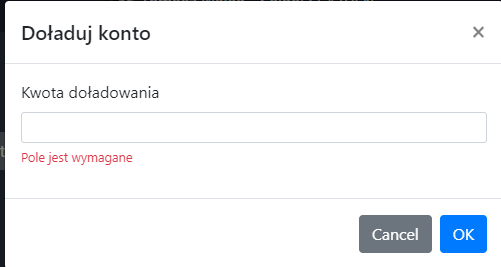 Doładuj konto
×
Kwota doładowania
Pole jest wymagane
Cancel
OK